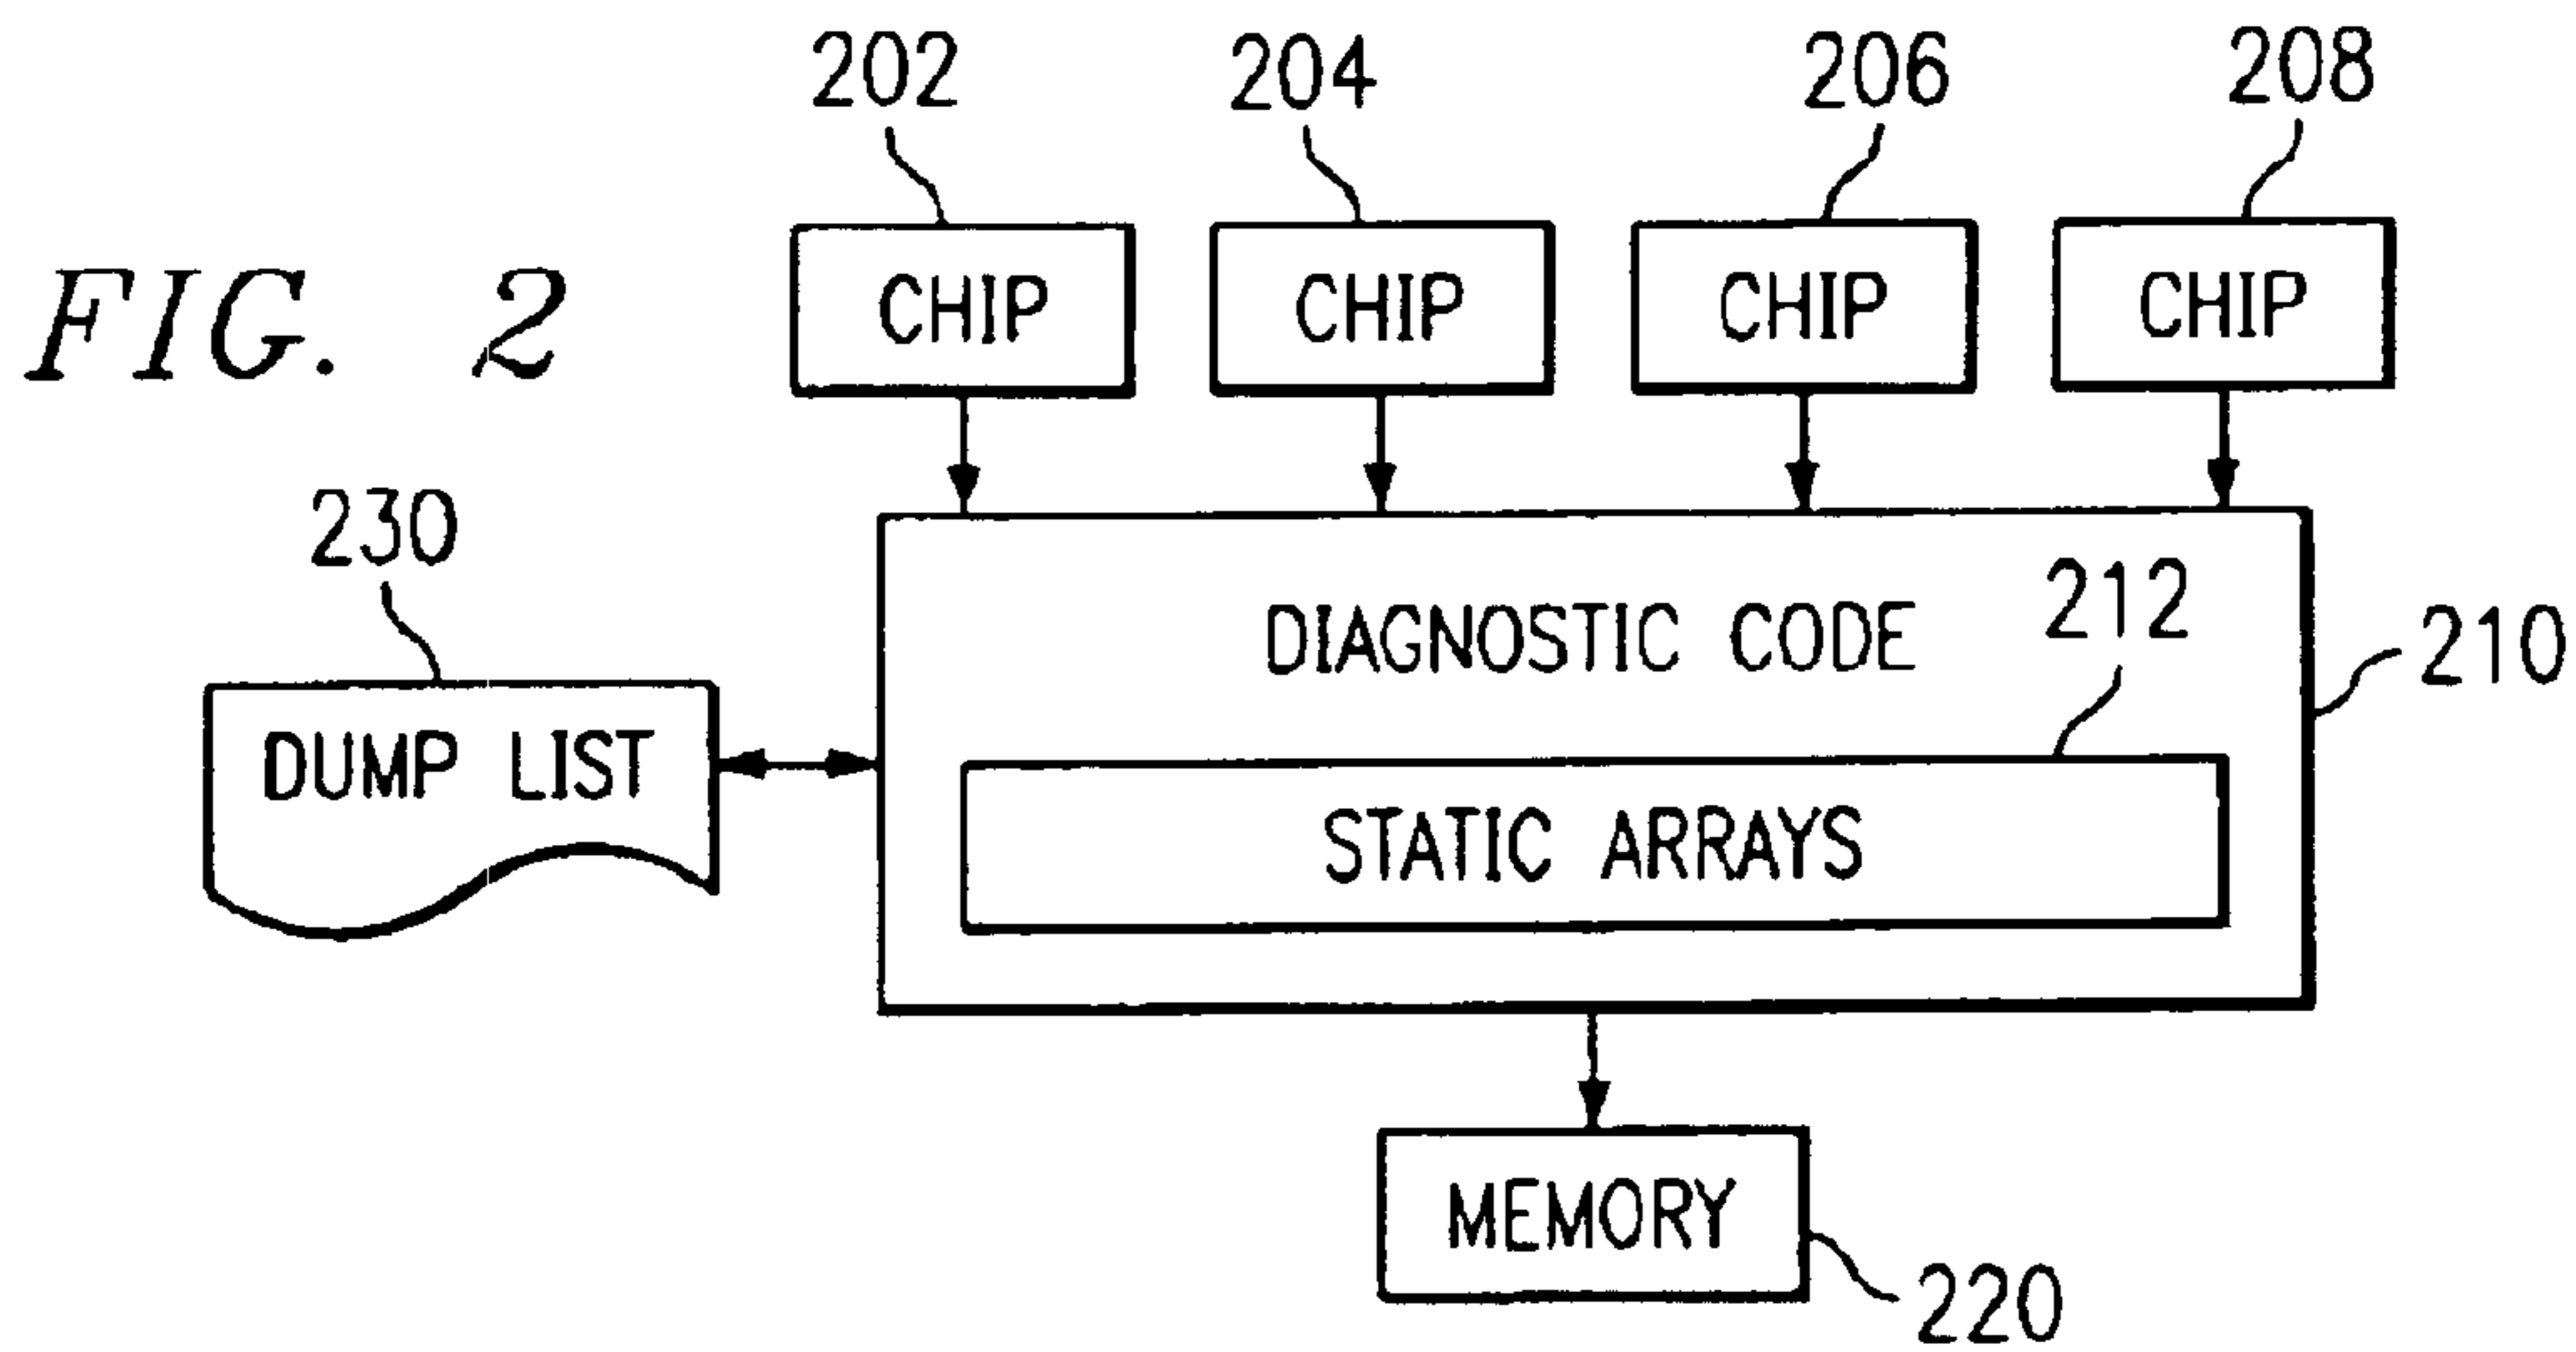 202 204 206 208
FIG. 2
CHIP CHIP CHIP CHIP
230
DIAGNOSTIC CODE
212
210
DUMP LIST
STATIC ARRAYS
MEMORY
220